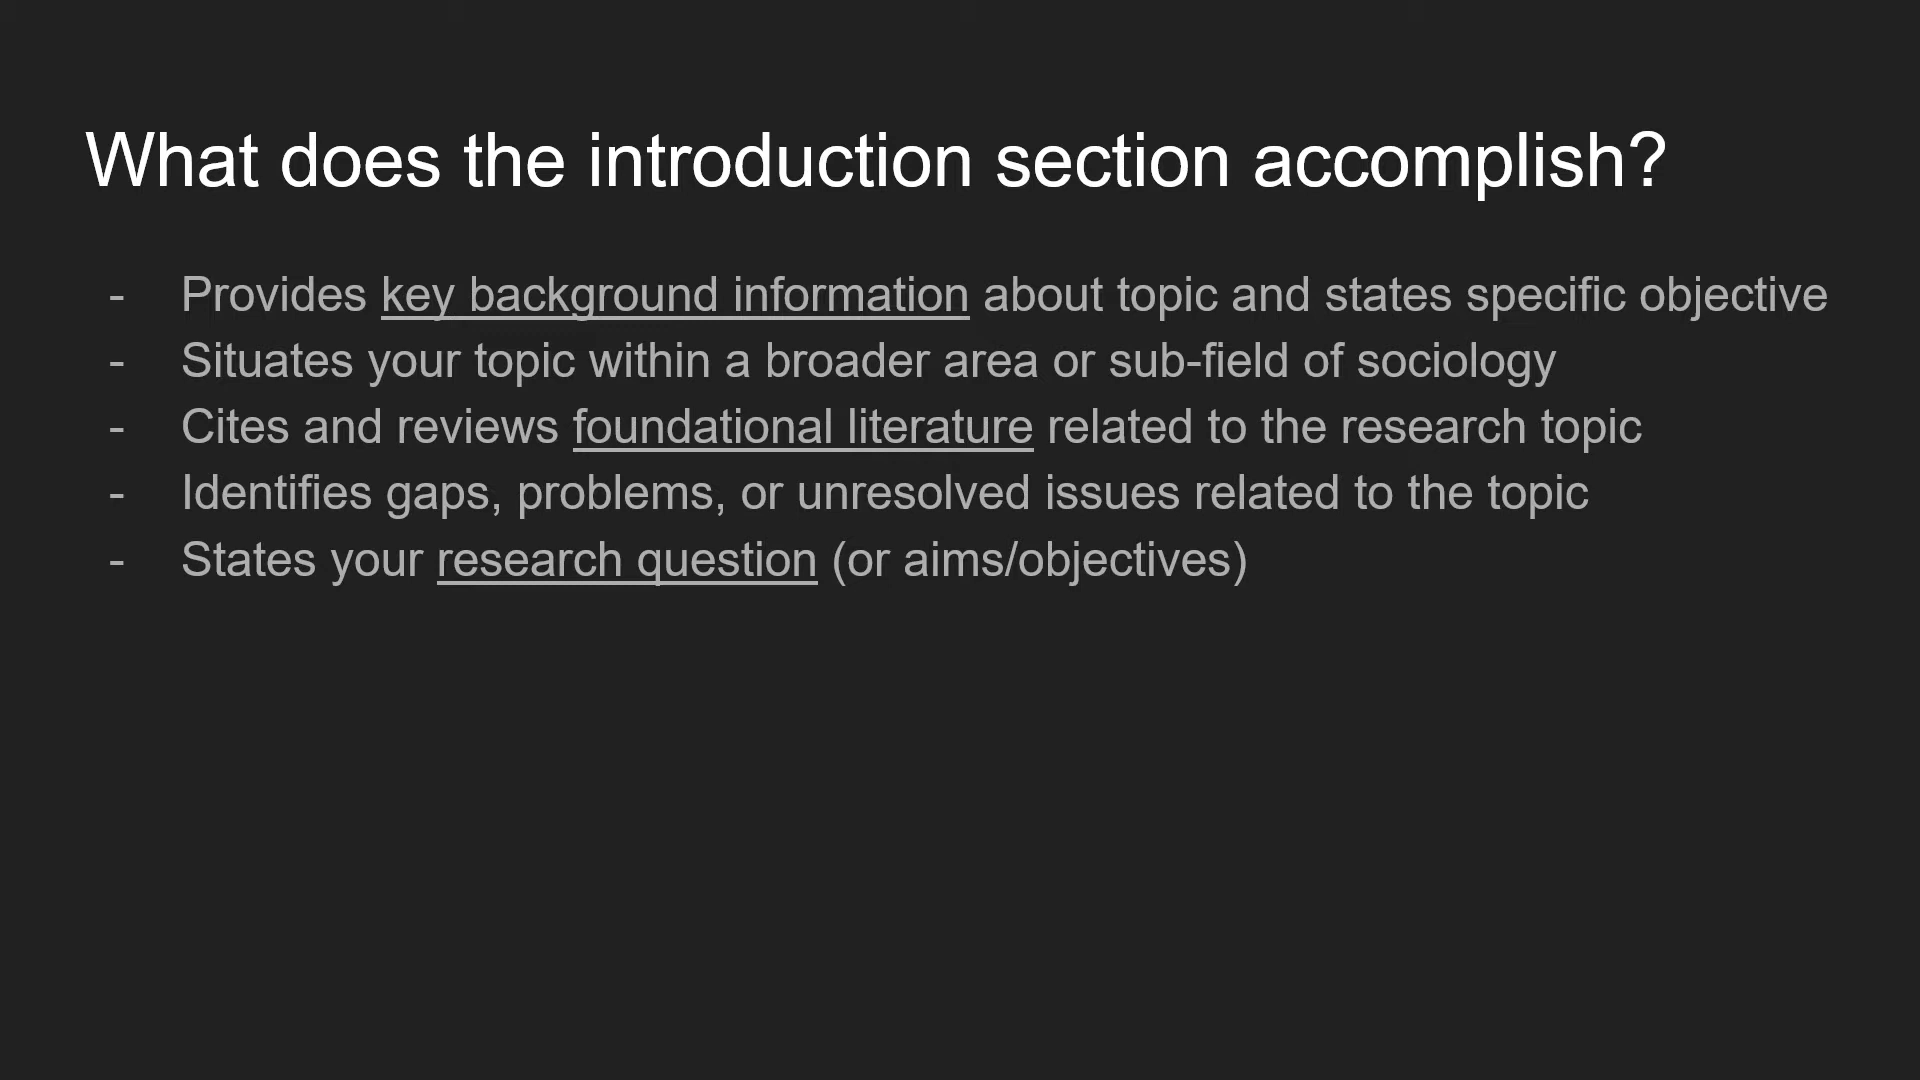 What does the introduction section accomplish?
- Provides key background information about topic and states specific objective
- Situates your topic within a broader area or sub-field of sociology
- Cites and reviews foundational literature related to the research topic
- Identifies gaps, problems, or unresolved issues related to the topic
- States your research question (or aims/objectives)